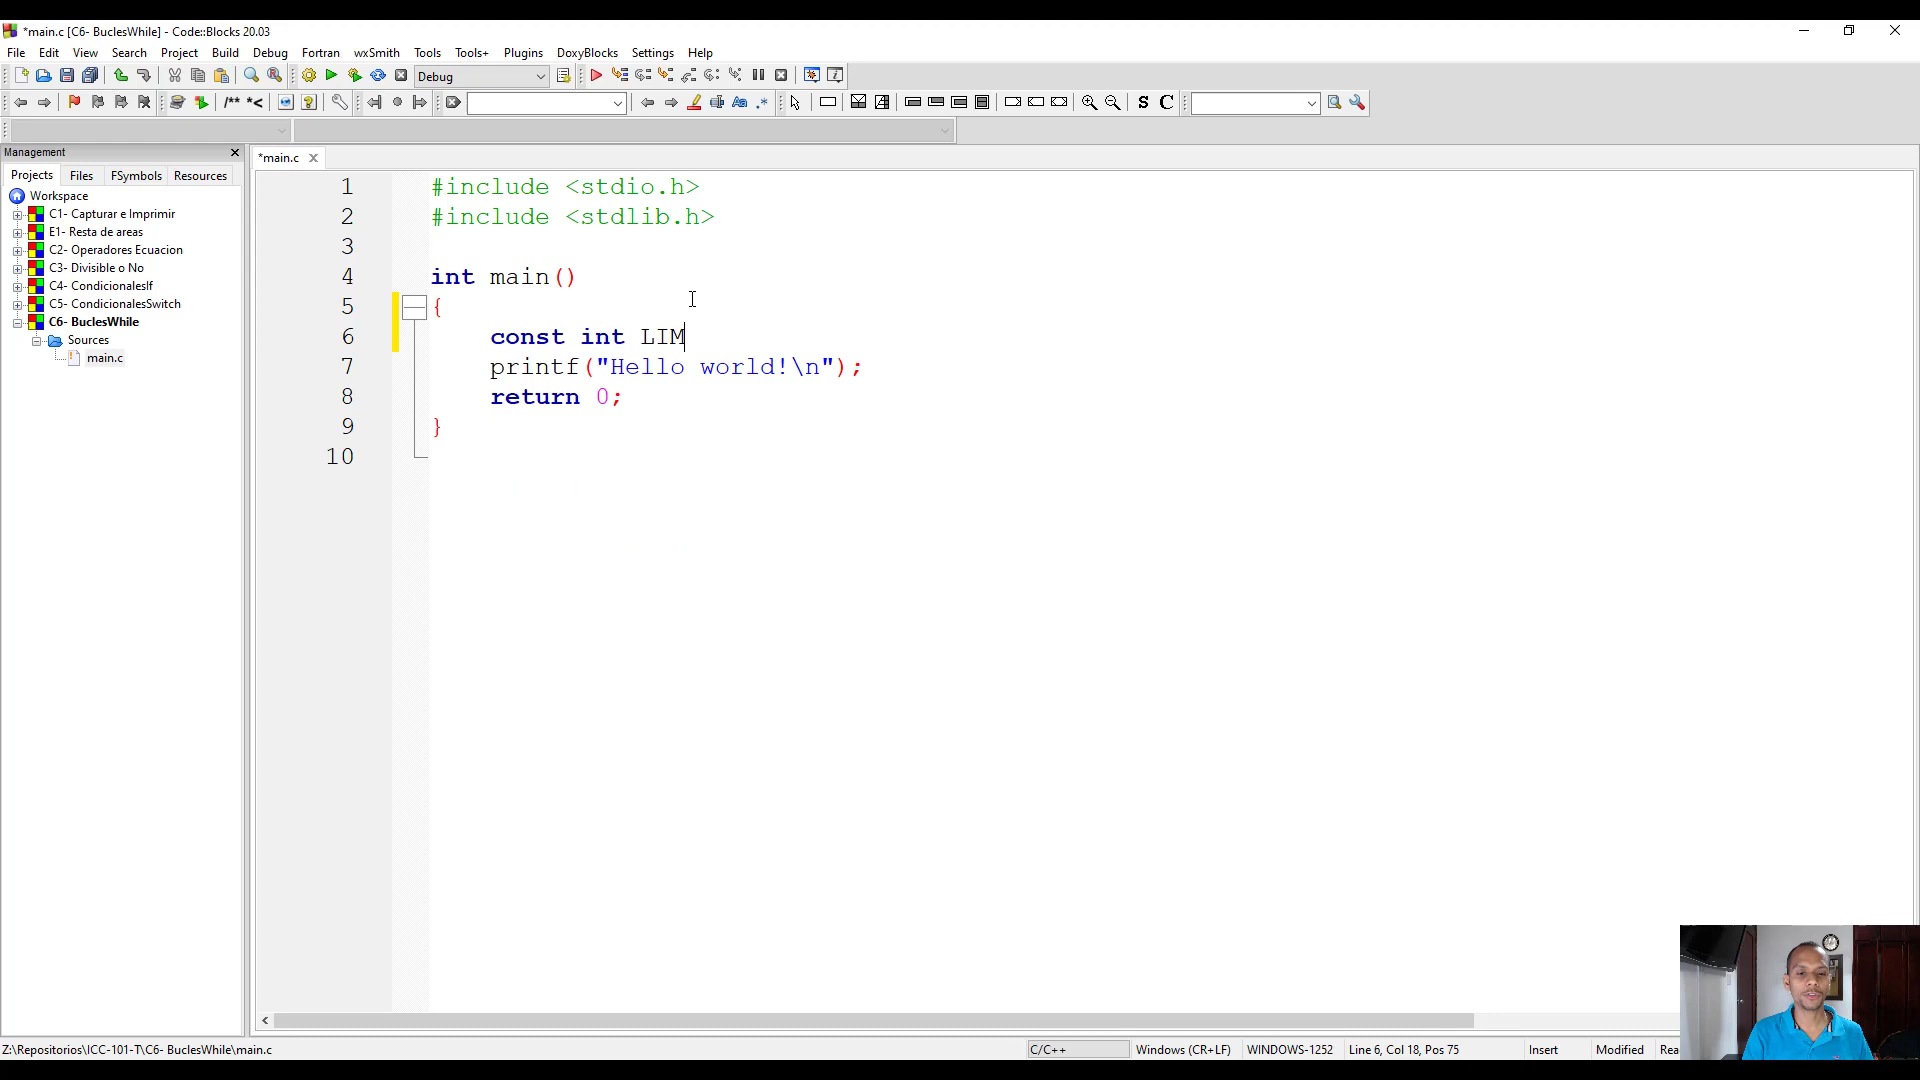 *main.c [C6- BuclesWhile] - Code::Blocks 20.03
File Edit View Search Project Build Debug Fortran wxSmith Tools Tools+ Plugins DoxyBlocks Settings Help
Debug
/** *<
Aa .*
S C
Management
Projects Files FSymbols Resources
*main.c
Workspace
C1- Capturar e Imprimir
E1- Resta de areas
C2- Operadores Ecuacion
C3- Divisible o No
C4- CondicionalesIf
C5- CondicionalesSwitch
C6- BuclesWhile
Sources
main.c
1 #include <stdio.h>
2 #include <stdlib.h>
3
4 int main()
5 {
6 const int LIM
7 printf("Hello world!\n");
8 return 0;
9 }
10
Z:\Repositorios\ICC-101-T\C6- BuclesWhile\main.c C/C++ Windows (CR+LF) WINDOWS-1252 Line 6, Col 18, Pos 75 Insert Modified Rea